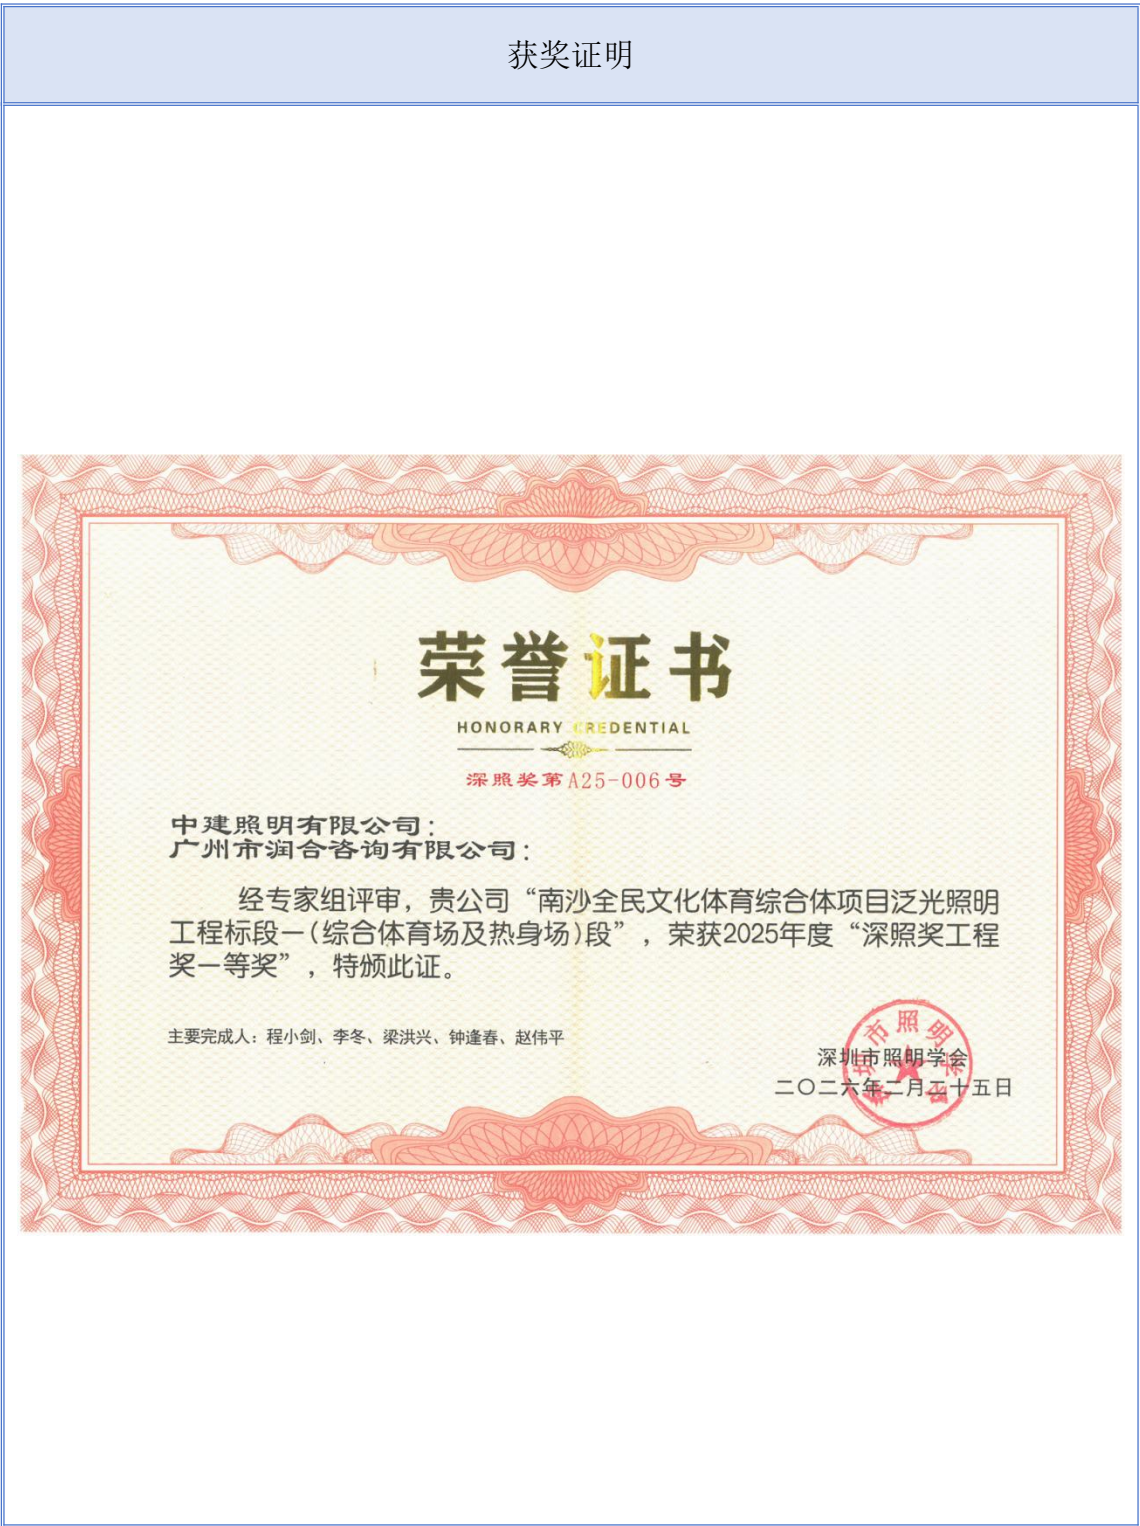 获奖证明
荣誉证书
HONORARY CREDENTIAL
深照奖第A25-006号
中建照明有限公司：
广州市润合咨询有限公司：
经专家组评审，贵公司“南沙全民文化体育综合体项目泛光照明
工程标段一(综合体育场及热身场)段”，荣获2025年度“深照奖工程
奖一等奖”，特颁此证。
主要完成人：程小剑、李冬、梁洪兴、钟逢春、赵伟平
深圳市照明学会
二〇二六年二月二十五日
深圳市照明学会